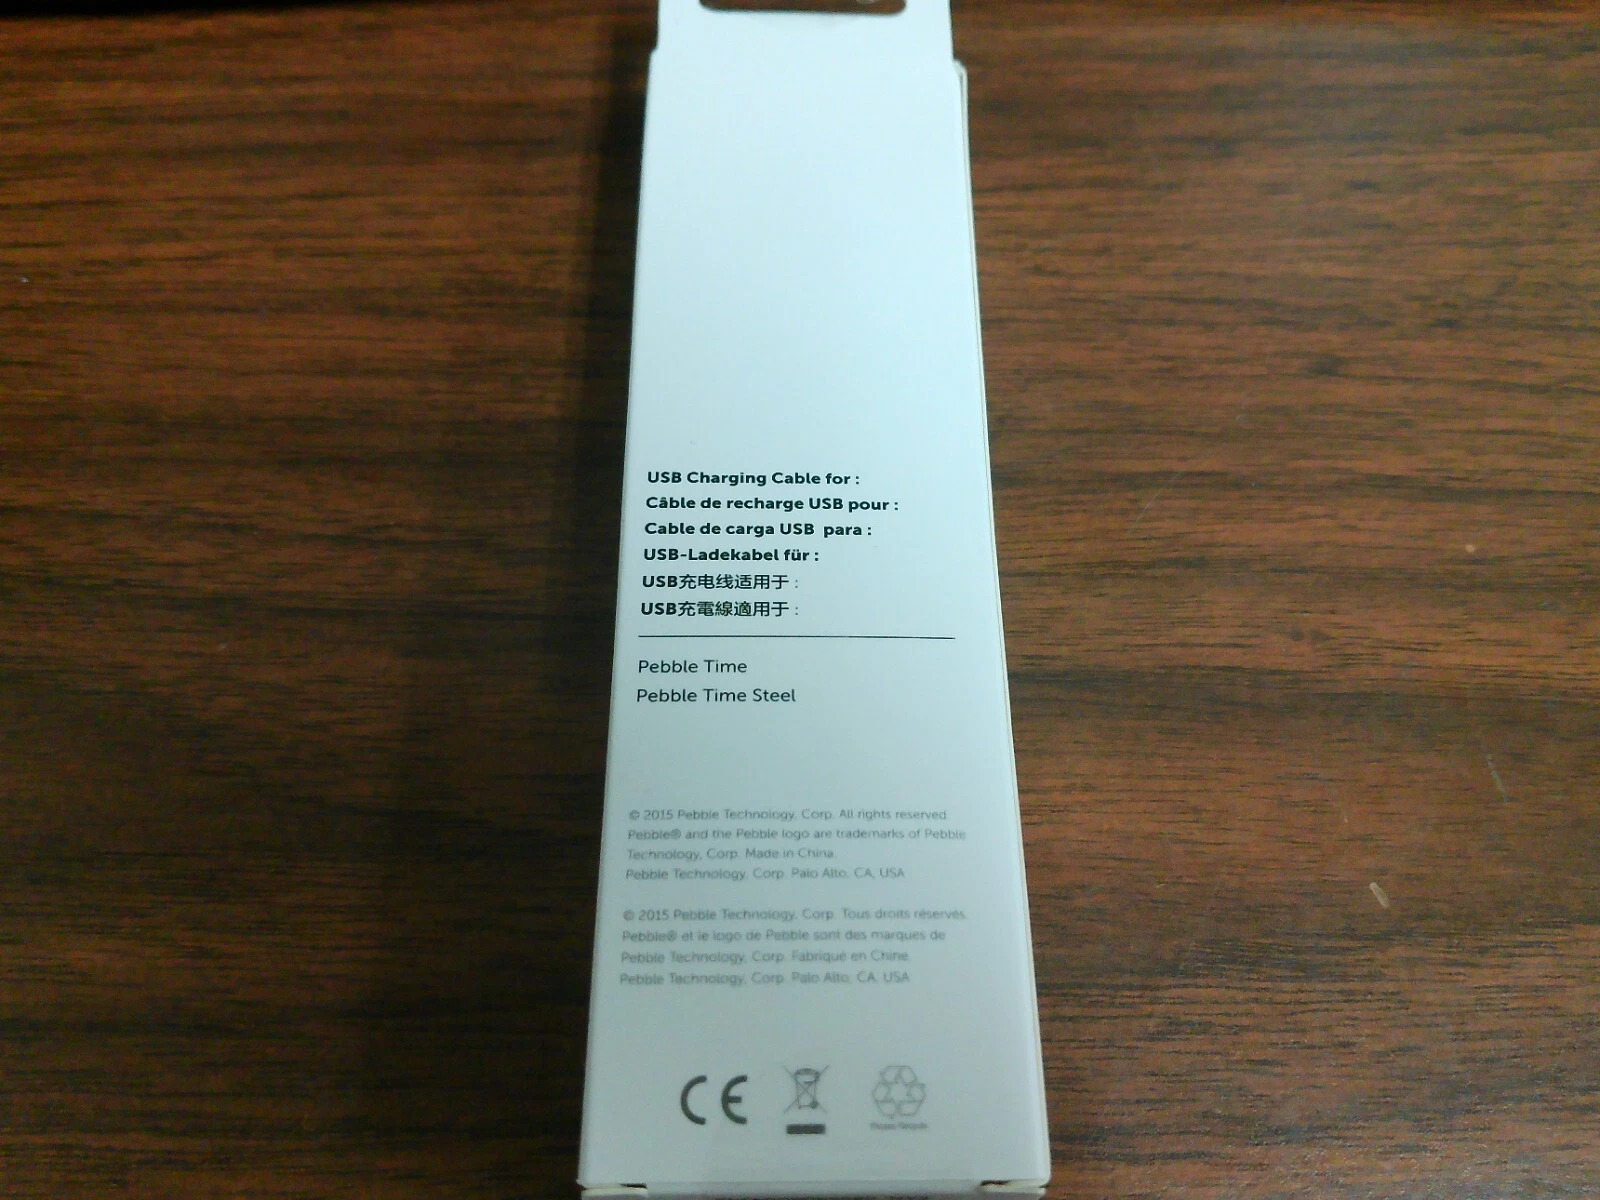 USB Charging Cable for :
Câble de recharge USB pour :
Cable de carga USB para :
USB-Ladekabel für :
USB充电线适用于 :
USB充電線適用于 :
Pebble Time
Pebble Time Steel
© 2015 Pebble Technology, Corp. All rights reserved.
Pebble® and the Pebble logo are trademarks of Pebble
Technology, Corp. Made in China.
Pebble Technology, Corp. Palo Alto, CA, USA
© 2015 Pebble Technology, Corp. Tous droits réservés.
Pebble® et le logo de Pebble sont des marques de
Pebble Technology, Corp. Fabriqué en Chine.
Pebble Technology, Corp. Palo Alto, CA, USA
CE
Please Recycle